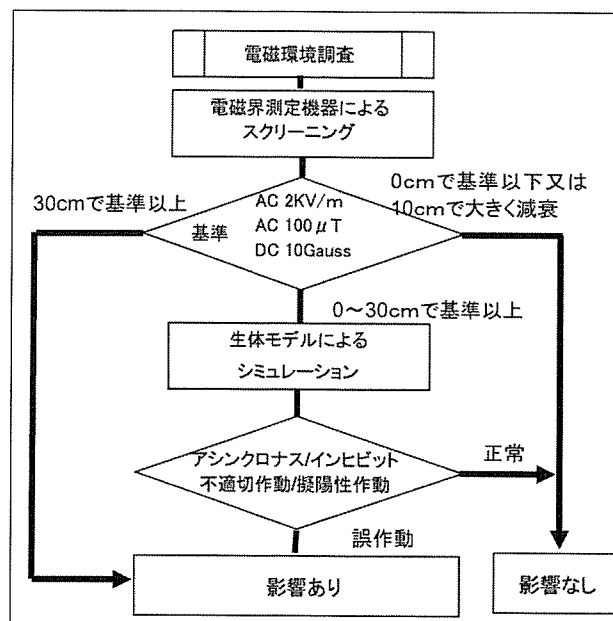 電磁環境調査
電磁界測定機器による
スクリーニング
30cmで基準以上
基準
AC 2KV/m
AC 100μT
DC 10Gauss
0cmで基準以下又は
10cmで大きく減衰
0～30cmで基準以上
生体モデルによる
シミュレーション
アシンクロナス/インヒビット
不適切作動/擬陽性作動
正常
誤作動
影響あり
影響なし